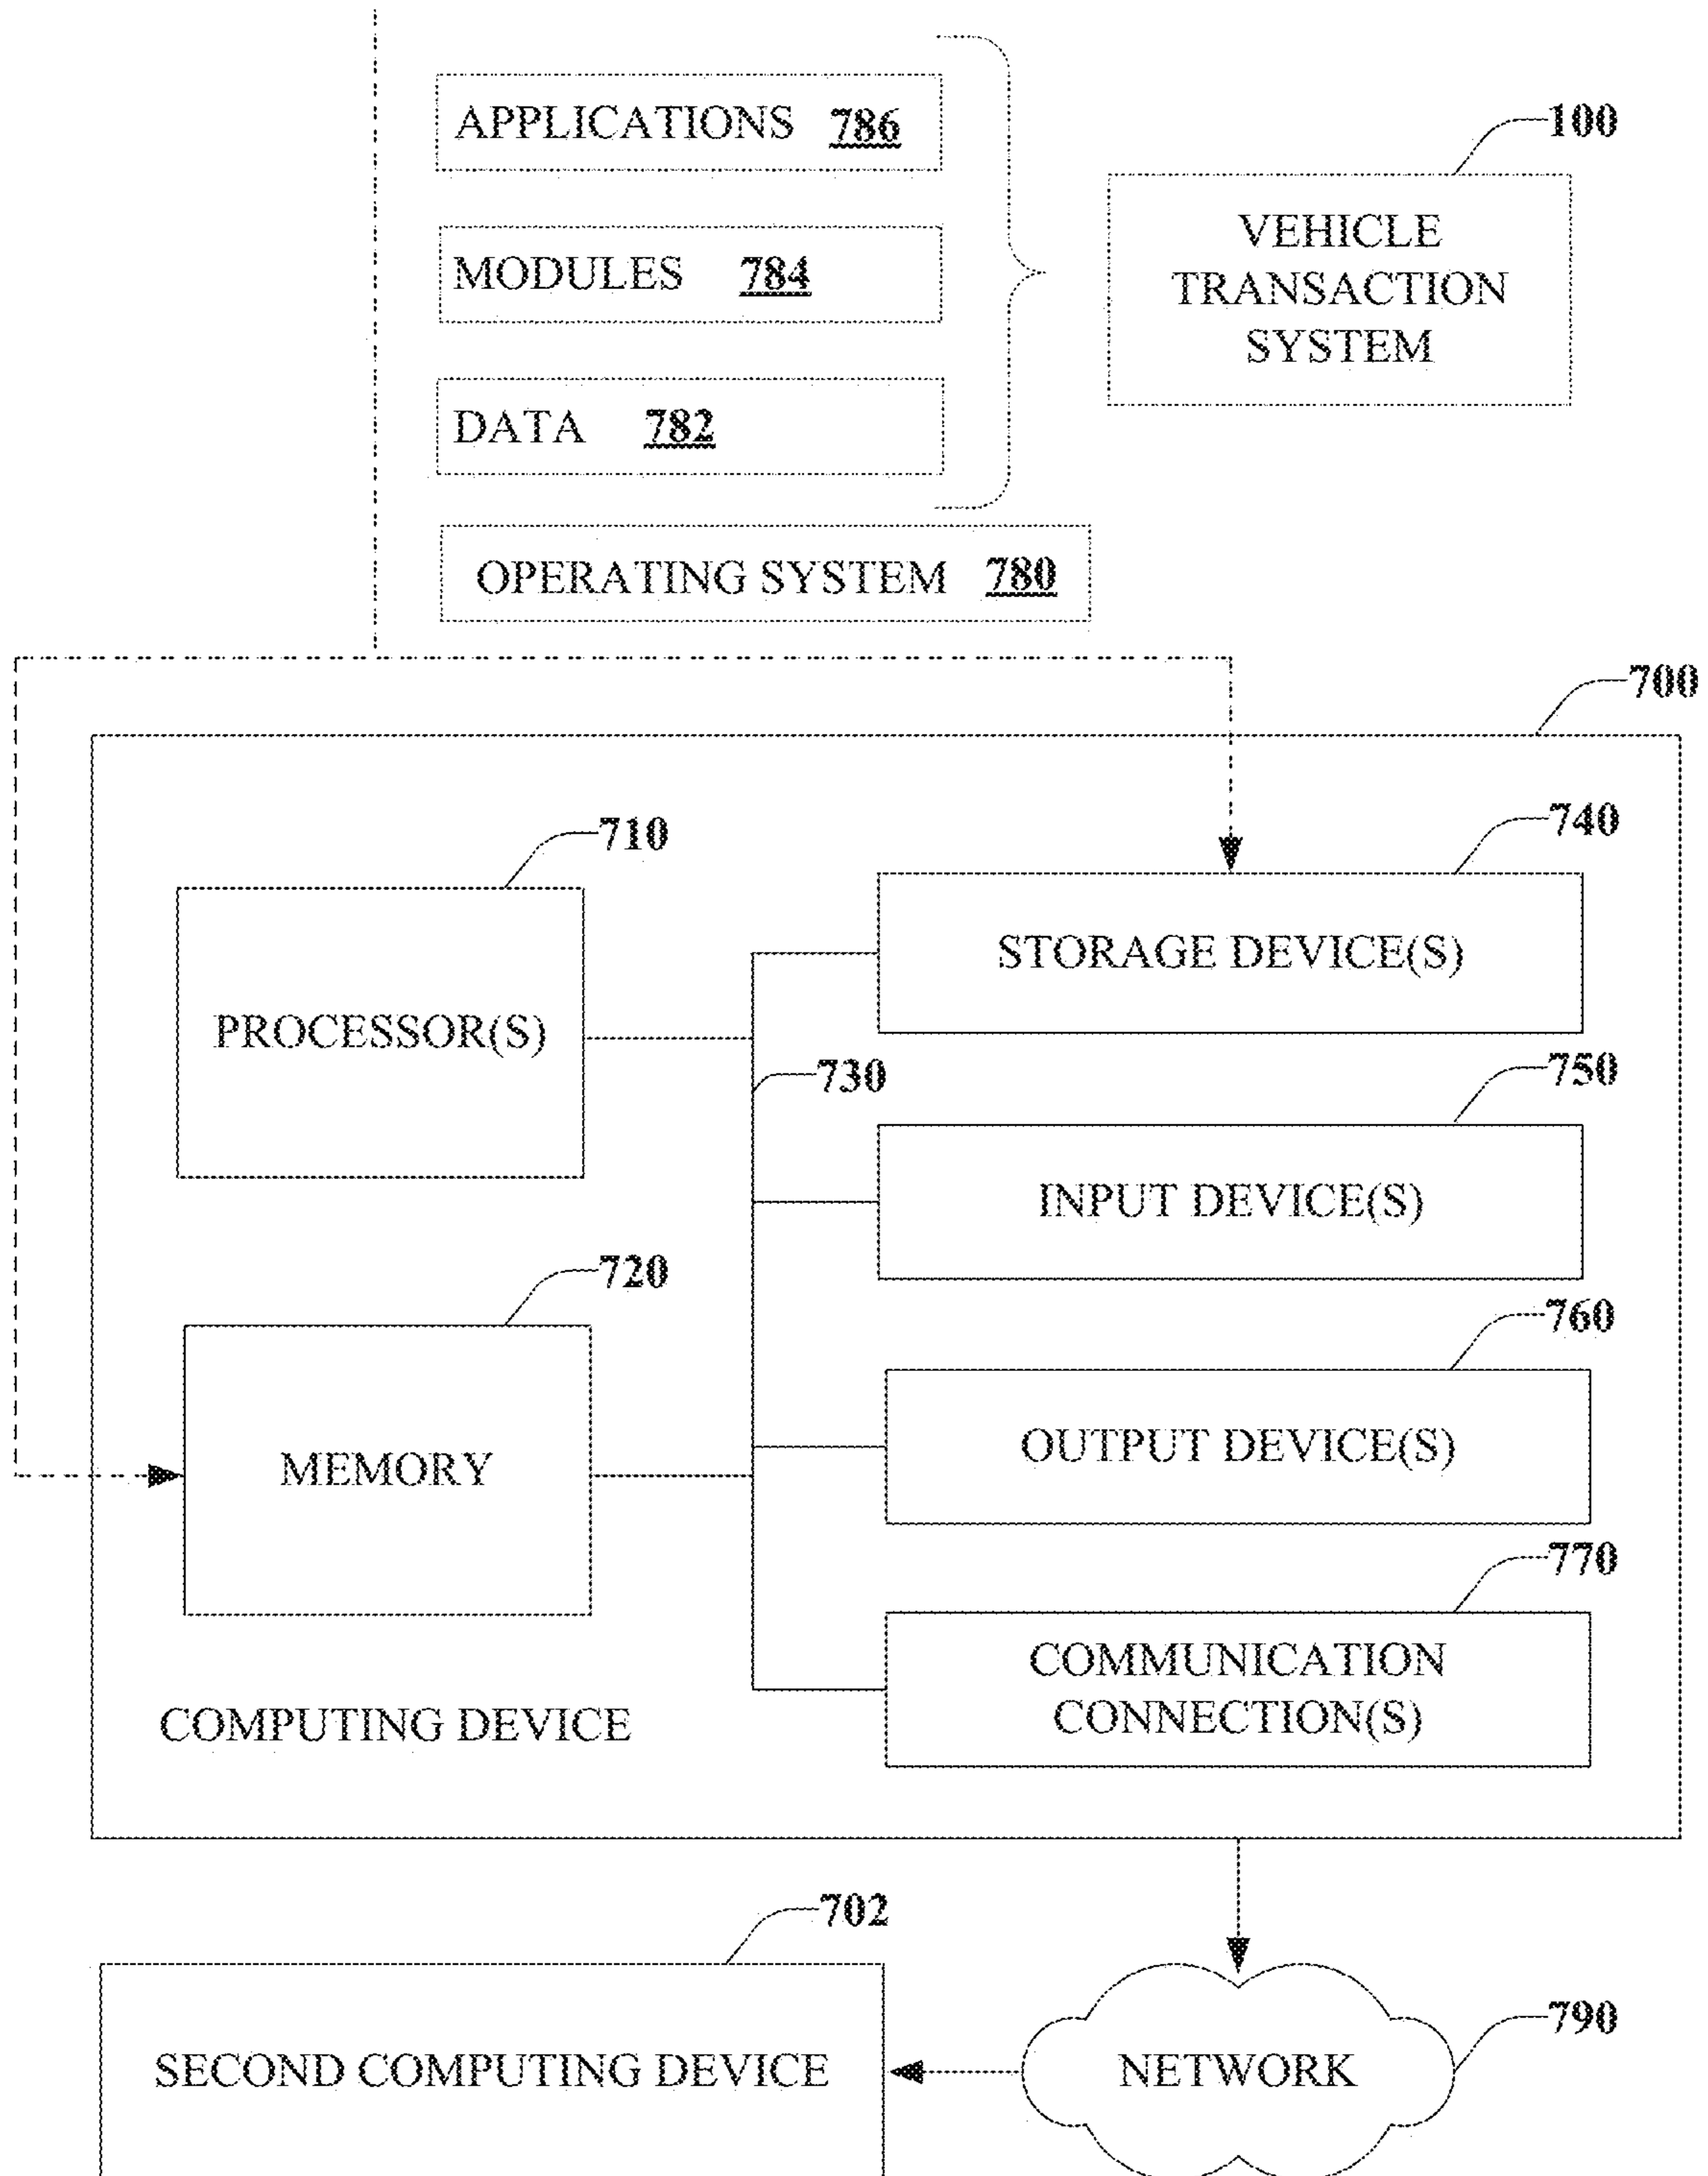 APPLICATIONS 786
100
VEHICLE
TRANSACTION
SYSTEM
MODULES 784
DATA 782
OPERATING SYSTEM 780
700
710
PROCESSOR(S)
740
STORAGE DEVICE(S)
730
750
INPUT DEVICE(S)
720
MEMORY
760
OUTPUT DEVICE(S)
770
COMMUNICATION
CONNECTION(S)
COMPUTING DEVICE
702
SECOND COMPUTING DEVICE
790
NETWORK